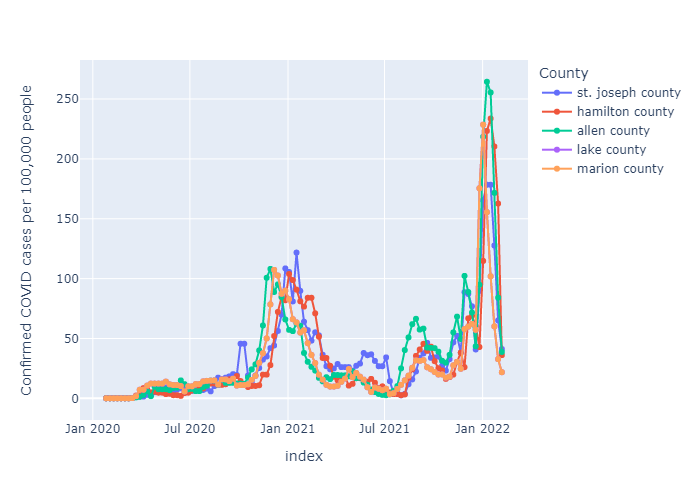 County
st. joseph county
hamilton county
allen county
lake county
marion county
Confirmed COVID cases per 100,000 people
250
200
150
100
50
0
Jan 2020
Jul 2020
Jan 2021
Jul 2021
Jan 2022
index